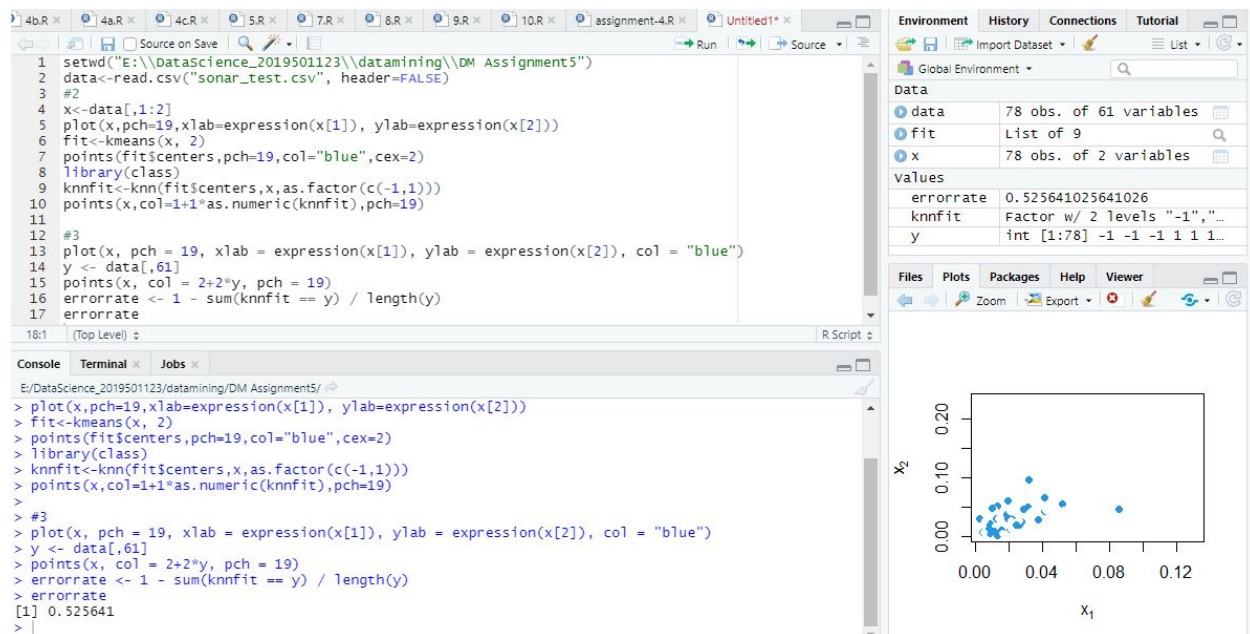 4b.R × 4a.R × 4c.R × 5.R × 7.R × 8.R × 9.R × 10.R × assignment-4.R × Untitled1* ×
Source on Save Run Source
1 setwd("E:\\DataScience_2019501123\\datamining\\DM Assignment5")
2 data<-read.csv("sonar_test.csv", header=FALSE)
3 #2
4 x<-data[,1:2]
5 plot(x,pch=19,xlab=expression(x[1]), ylab=expression(x[2]))
6 fit<-kmeans(x, 2)
7 points(fit$centers,pch=19,col="blue",cex=2)
8 library(class)
9 knnfit<-knn(fit$centers,x,as.factor(c(-1,1)))
10 points(x,col=1+1*as.numeric(knnfit),pch=19)
11
12 #3
13 plot(x, pch = 19, xlab = expression(x[1]), ylab = expression(x[2]), col = "blue")
14 y <- data[,61]
15 points(x, col = 2+2*y, pch = 19)
16 errorrate <- 1 - sum(knnfit == y) / length(y)
17 errorrate
18:1 (Top Level) R Script
Console Terminal × Jobs ×
E:/DataScience_2019501123/datamining/DM Assignment5/
> plot(x,pch=19,xlab=expression(x[1]), ylab=expression(x[2]))
> fit<-kmeans(x, 2)
> points(fit$centers,pch=19,col="blue",cex=2)
> library(class)
> knnfit<-knn(fit$centers,x,as.factor(c(-1,1)))
> points(x,col=1+1*as.numeric(knnfit),pch=19)
>
> #3
> plot(x, pch = 19, xlab = expression(x[1]), ylab = expression(x[2]), col = "blue")
> y <- data[,61]
> points(x, col = 2+2*y, pch = 19)
> errorrate <- 1 - sum(knnfit == y) / length(y)
> errorrate
[1] 0.525641
>
Environment History Connections Tutorial
Import Dataset List
Global Environment
Data
data 78 obs. of 61 variables
fit List of 9
x 78 obs. of 2 variables
Values
errorrate 0.525641025641026
knnfit Factor w/ 2 levels "-1","…
y int [1:78] -1 -1 -1 1 1 1…
Files Plots Packages Help Viewer
Zoom Export
0.20
0.10
0.00
x2
0.00 0.04 0.08 0.12
x1